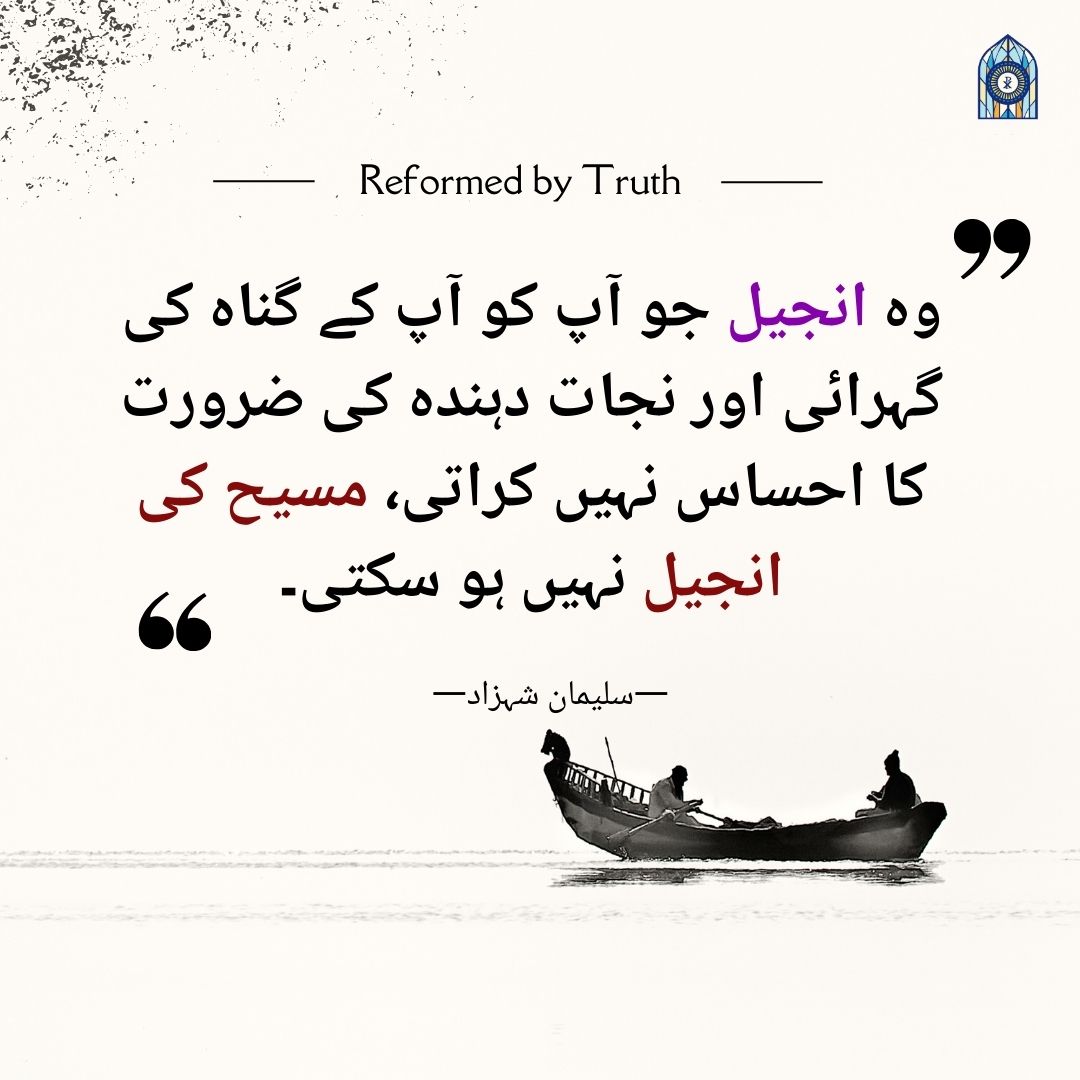 Reformed by Truth
وہ انجیل جو آپ کو آپ کے گناہ کی
گہرائی اور نجات دہندہ کی ضرورت
کا احساس نہیں کراتی، مسیح کی
انجیل نہیں ہو سکتی۔
—سلیمان شہزاد—